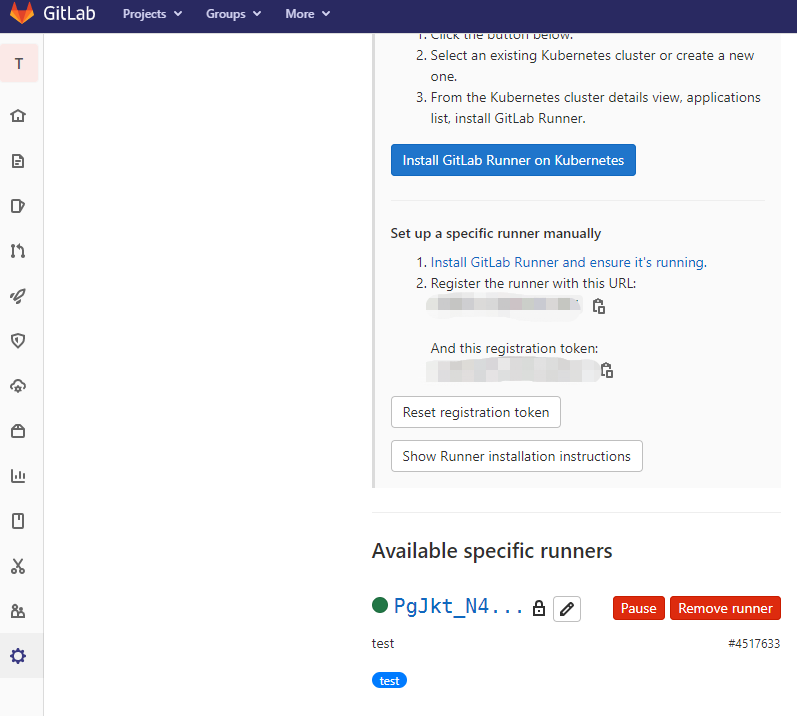 GitLab Projects Groups More
T
1. Click the button below.
2. Select an existing Kubernetes cluster or create a new
one.
3. From the Kubernetes cluster details view, applications
list, install GitLab Runner.
Install GitLab Runner on Kubernetes
Set up a specific runner manually
1. Install GitLab Runner and ensure it's running.
2. Register the runner with this URL:
And this registration token:
Reset registration token
Show Runner installation instructions
Available specific runners
PgJkt_N4... Pause Remove runner
test #4517633
test